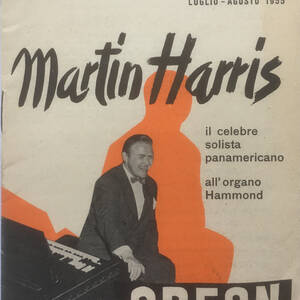 LUGLIO - AGOSTO 1955
Martin Harris
il celebre
solista
panamericano
all'organo
Hammond
ODEON